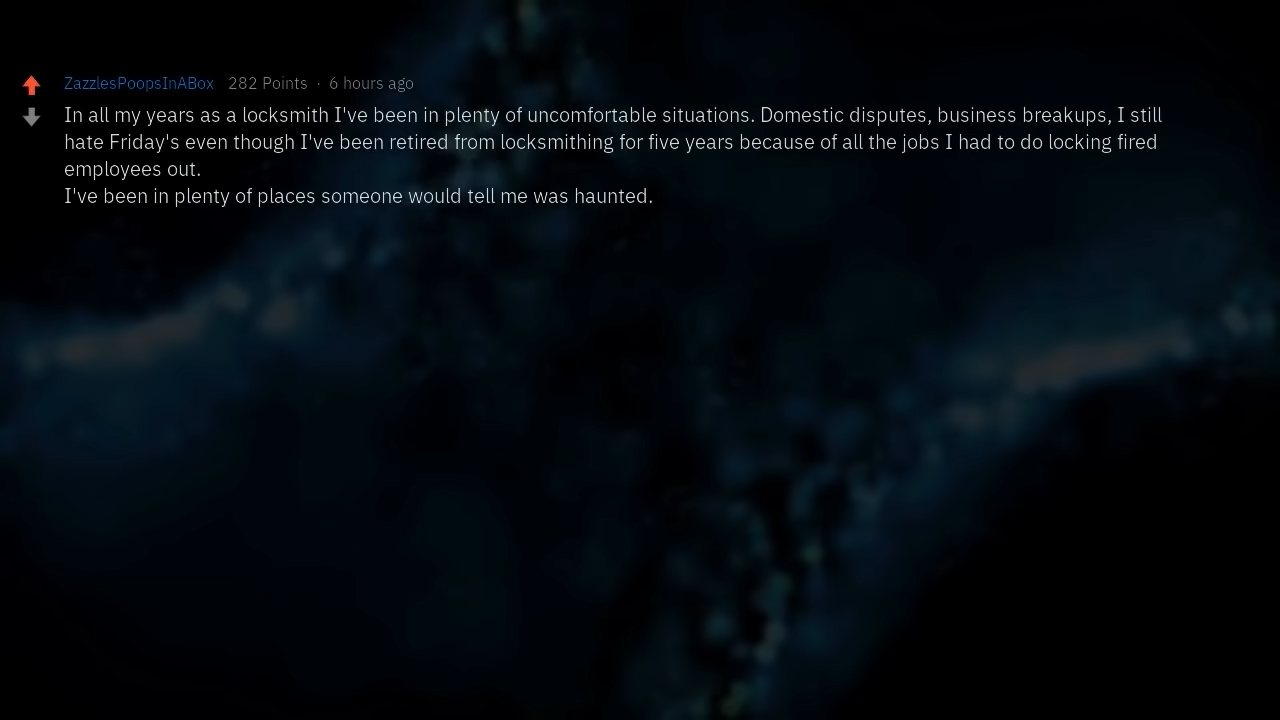 ZazzlesPoopsInABox 282 Points · 6 hours ago
In all my years as a locksmith I've been in plenty of uncomfortable situations. Domestic disputes, business breakups, I still
hate Friday's even though I've been retired from locksmithing for five years because of all the jobs I had to do locking fired
employees out.
I've been in plenty of places someone would tell me was haunted.